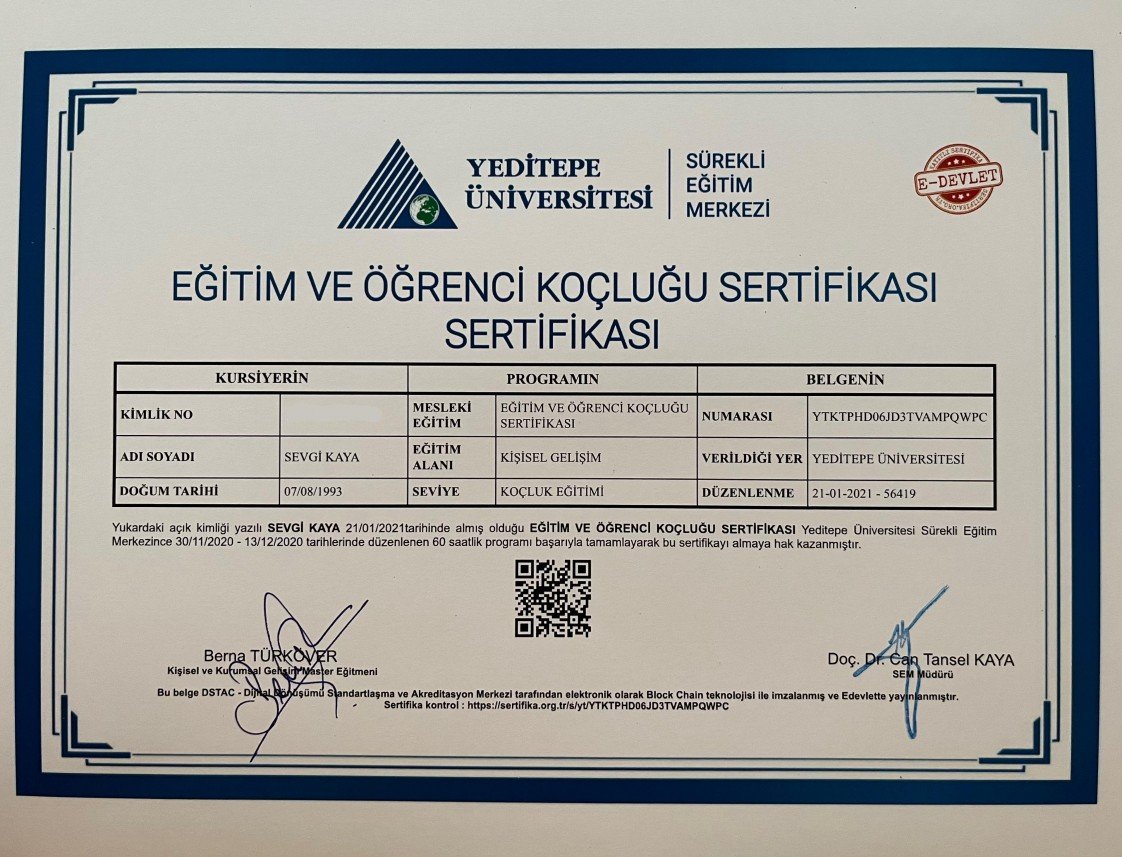 YEDİTEPE
ÜNİVERSİTESİ
SÜREKLİ
EĞİTİM
MERKEZİ
E-DEVLET
EĞİTİM VE ÖĞRENCİ KOÇLUĞU SERTİFİKASI
SERTİFİKASI
KURSİYERİN PROGRAMIN BELGENİN
KİMLİK NO MESLEKİ EĞİTİM EĞİTİM VE ÖĞRENCİ KOÇLUĞU SERTİFİKASI NUMARASI YTKTPHD06JD3TVAMPQWPC
ADI SOYADI SEVGİ KAYA EĞİTİM ALANI KİŞİSEL GELİŞİM VERİLDİĞİ YER YEDİTEPE ÜNİVERSİTESİ
DOĞUM TARİHİ 07/08/1993 SEVİYE KOÇLUK EĞİTİMİ DÜZENLENME 21-01-2021 - 56419
Yukardaki açık kimliği yazılı SEVGİ KAYA 21/01/2021tarihinde almış olduğu EĞİTİM VE ÖĞRENCİ KOÇLUĞU SERTİFİKASI Yeditepe Üniversitesi Sürekli Eğitim
Merkezince 30/11/2020 - 13/12/2020 tarihlerinde düzenlenen 60 saatlik programı başarıyla tamamlayarak bu sertifikayı almaya hak kazanmıştır.
Berna TÜRKÖVER
Kişisel ve Kurumsal Gelişim Master Eğitmeni
Doç. Dr. Can Tansel KAYA
SEM Müdürü
Bu belge DSTAC - Dijital Dönüşümü Standartlaşma ve Akreditasyon Merkezi tarafından elektronik olarak Block Chain teknolojisi ile imzalanmış ve Edevlette yayınlanmıştır.
Sertifika kontrol : https://sertifika.org.tr/s/yt/YTKTPHD06JD3TVAMPQWPC